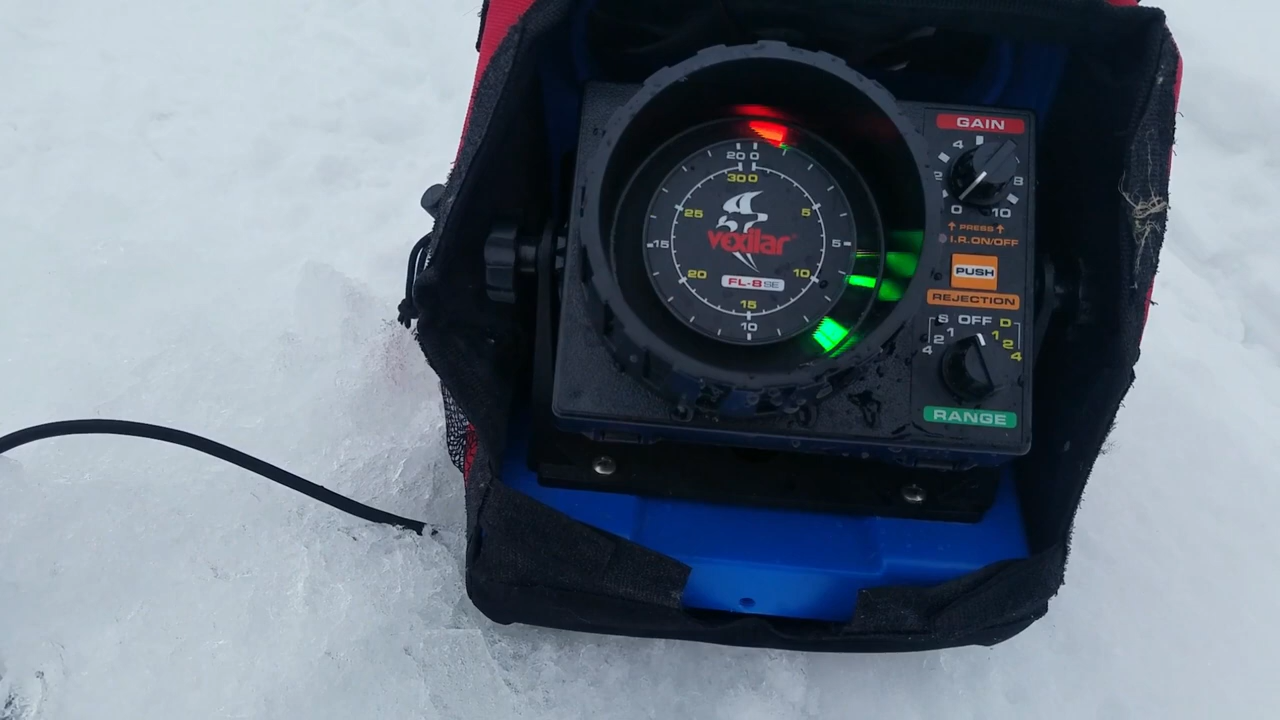 20 0
30 0
25 5
15 5
vexilar
20 10
FL-8SE
15
10
GAIN
4
2 8
0 10
↑ PRESS ↑
I.R.ON/OFF
PUSH
REJECTION
S OFF D
2 1 1 2
4 4
RANGE